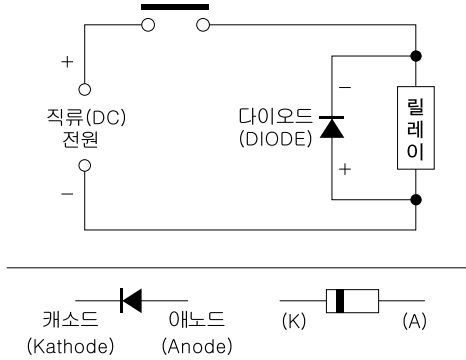 +
직류(DC)
전원
−
다이오드
(DIODE)
−
+
릴레이
캐소드
(Kathode)
애노드
(Anode)
(K)
(A)